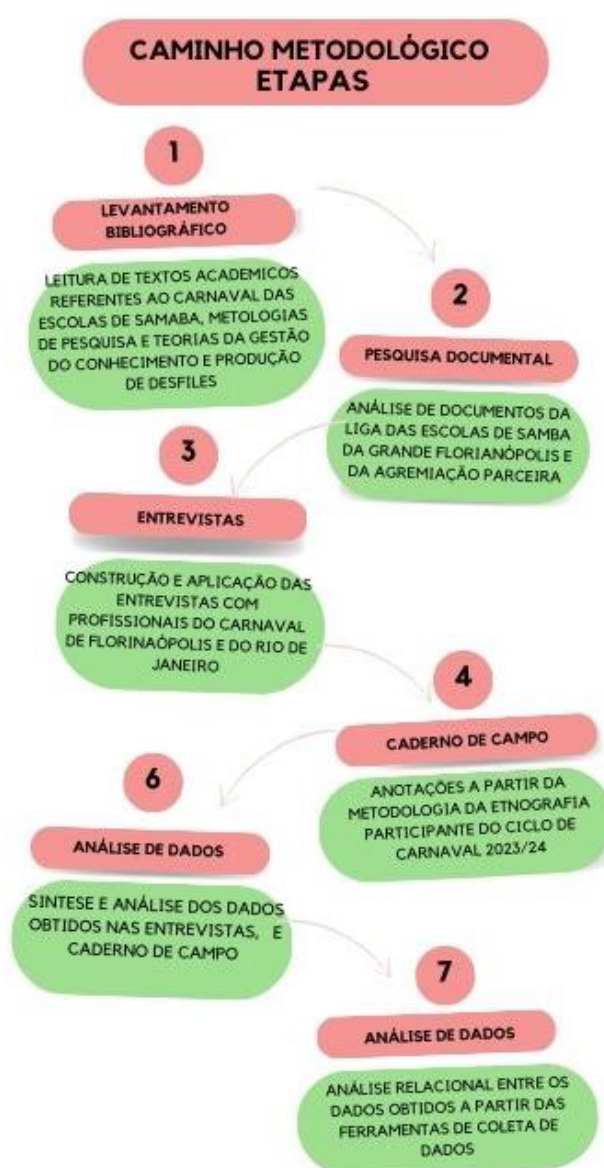 CAMINHO METODOLÓGICO
ETAPAS
1
LEVANTAMENTO
BIBLIOGRÁFICO
LEITURA DE TEXTOS ACADEMICOS
REFERENTES AO CARNAVAL DAS
ESCOLAS DE SAMABA, METOLOGIAS
DE PESQUISA E TEORIAS DA GESTÃO
DO CONHECIMENTO E PRODUÇÃO
DE DESFILES
2
PESQUISA DOCUMENTAL
ANÁLISE DE DOCUMENTOS DA
LIGA DAS ESCOLAS DE SAMBA
DA GRANDE FLORIANÓPOLIS E
DA AGREMIAÇÃO PARCEIRA
3
ENTREVISTAS
CONSTRUÇÃO E APLICAÇÃO DAS
ENTREVISTAS COM
PROFISSIONAIS DO CARNAVAL
DE FLORINAÓPOLIS E DO RIO DE
JANEIRO
4
CADERNO DE CAMPO
ANOTAÇÕES A PARTIR DA
METODOLOGIA DA ETNOGRAFIA
PARTICIPANTE DO CICLO DE
CARNAVAL 2023/24
6
ANÁLISE DE DADOS
SINTESE E ANÁLISE DOS DADOS
OBTIDOS NAS ENTREVISTAS, E
CADERNO DE CAMPO
7
ANÁLISE DE DADOS
ANÁLISE RELACIONAL ENTRE OS
DADOS OBTIDOS A PARTIR DAS
FERRAMENTAS DE COLETA DE
DADOS